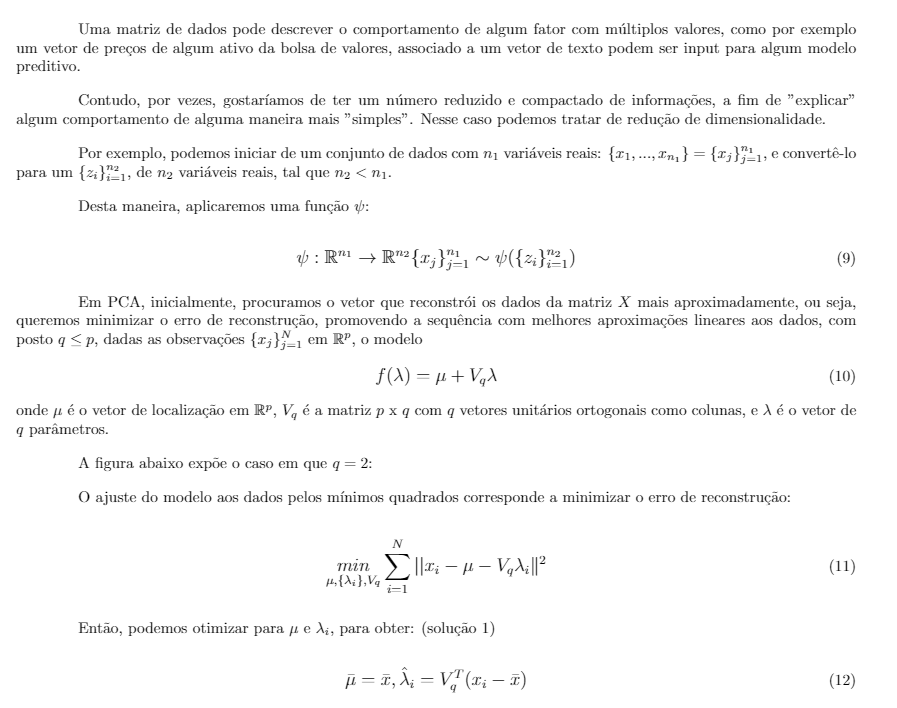 Uma matriz de dados pode descrever o comportamento de algum fator com múltiplos valores, como por exemplo
um vetor de preços de algum ativo da bolsa de valores, associado a um vetor de texto podem ser input para algum modelo
preditivo.
Contudo, por vezes, gostaríamos de ter um número reduzido e compactado de informações, a fim de ”explicar”
algum comportamento de alguma maneira mais ”simples”. Nesse caso podemos tratar de redução de dimensionalidade.
Por exemplo, podemos iniciar de um conjunto de dados com $n_1$ variáveis reais: $\{x_1, ..., x_{n_1}\} = \{x_j\}_{j=1}^{n_1}$, e convertê-lo
para um $\{z_i\}_{i=1}^{n_2}$, de $n_2$ variáveis reais, tal que $n_2 < n_1$.
Desta maneira, aplicaremos uma função $\psi$:
$\psi : \mathbb{R}^{n_1} \rightarrow \mathbb{R}^{n_2} \{x_j\}_{j=1}^{n_1} \sim \psi(\{z_i\}_{i=1}^{n_2})$ (9)
Em PCA, inicialmente, procuramos o vetor que reconstrói os dados da matriz $X$ mais aproximadamente, ou seja,
queremos minimizar o erro de reconstrução, promovendo a sequência com melhores aproximações lineares aos dados, com
posto $q \leq p$, dadas as observações $\{x_j\}_{j=1}^{N}$ em $\mathbb{R}^p$, o modelo
$f(\lambda) = \mu + V_q \lambda$ (10)
onde $\mu$ é o vetor de localização em $\mathbb{R}^p$, $V_q$ é a matriz $p$ x $q$ com $q$ vetores unitários ortogonais como colunas, e $\lambda$ é o vetor de
$q$ parâmetros.
A figura abaixo expõe o caso em que $q = 2$:
O ajuste do modelo aos dados pelos mínimos quadrados corresponde a minimizar o erro de reconstrução:
$\underset{\mu, \{\lambda_i\}, V_q}{min} \sum_{i=1}^{N} ||x_i - \mu - V_q \lambda_i||^2$ (11)
Então, podemos otimizar para $\mu$ e $\lambda_i$, para obter: (solução 1)
$\bar{\mu} = \bar{x}, \hat{\lambda}_i = V_q^T (x_i - \bar{x})$ (12)